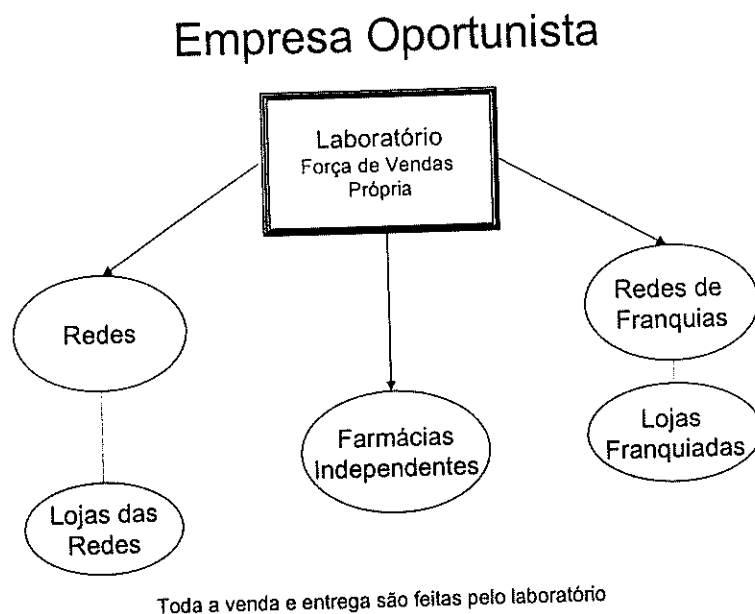 Empresa Oportunista
Laboratório
Força de Vendas
Própria
Redes
Redes de
Franquias
Farmácias
Independentes
Lojas
Franquiadas
Lojas das
Redes
Toda a venda e entrega são feitas pelo laboratório